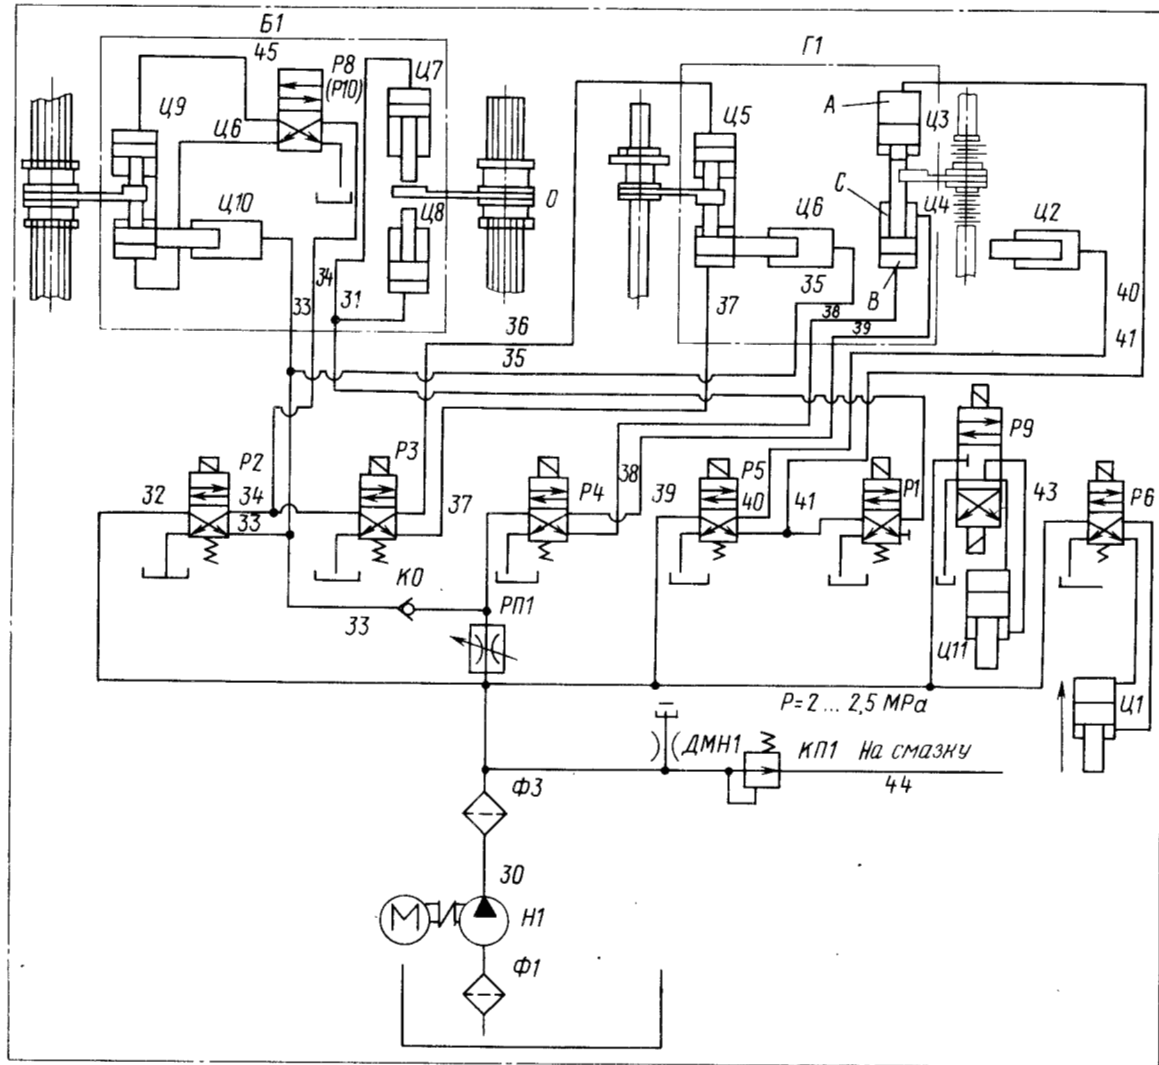 Б1
45
Р8
(Р10)
Ц7
Ц9
Ц6
Ц10
Ц8
О
33
34
31
Г1
А
Ц5
Ц3
С
Ц4
Ц6
Ц2
35
В
37
38
39
40
41
36
35
Р2
Р3
Р4
Р5
Р1
Р9
Р6
32
34
33
37
38
39
40
41
43
КО
РП1
33
Ц11
Ц1
Р=2 ... 2,5 МРа
ДМН1
КП1 На смазку
44
Ф3
30
М
Н1
Ф1